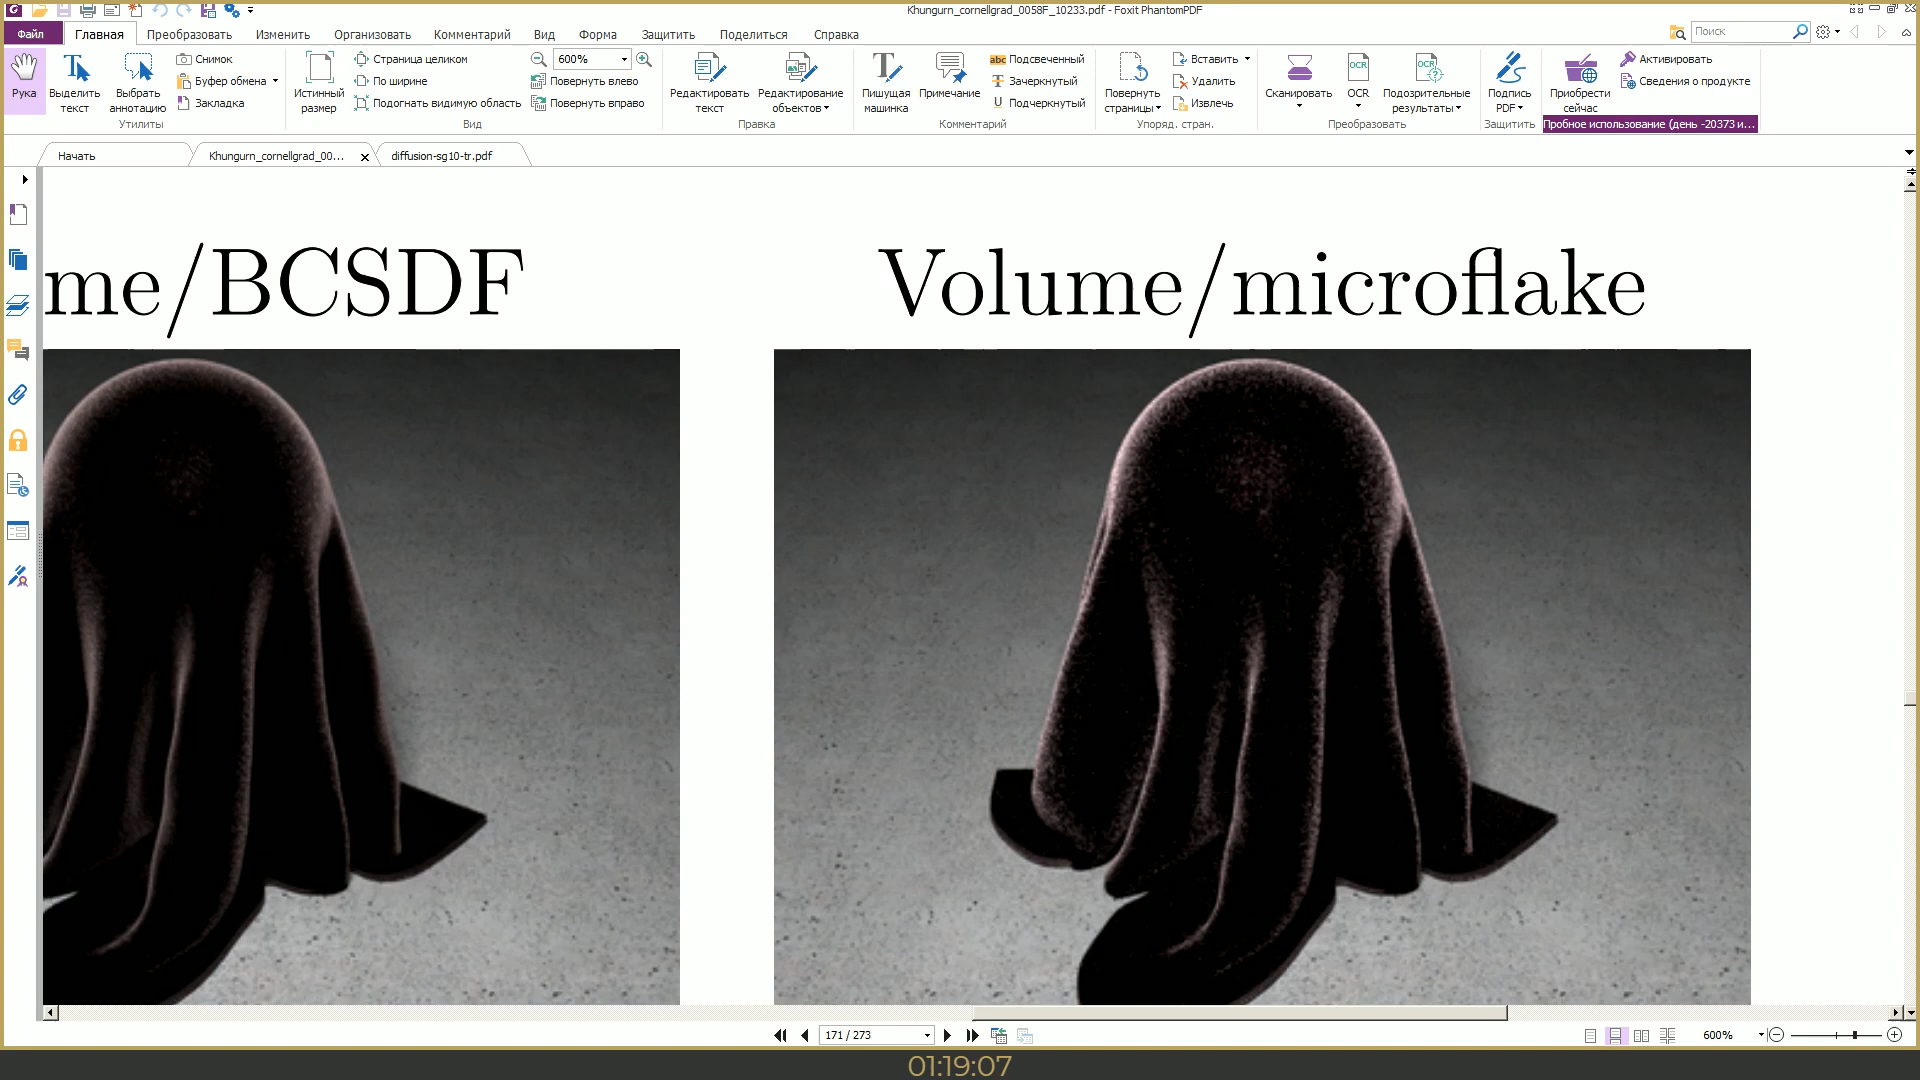 Khungurn_cornellgrad_0058F_10233.pdf - Foxit PhantomPDF
Файл Главная Преобразовать Изменить Организовать Комментарий Вид Форма Защитить Поделиться Справка Поиск
Рука
Выделить текст
Выбрать аннотацию
Снимок
Буфер обмена
Закладка
Утилиты
Истинный размер
Страница целиком
По ширине
Подогнать видимую область
600%
Повернуть влево
Повернуть вправо
Вид
Редактировать текст
Редактирование объектов
Правка
Пишущая машинка
Примечание
abc Подсвеченный
T Зачеркнутый
U Подчеркнутый
Комментарий
Повернуть страницы
Вставить
Удалить
Извлечь
Упоряд. стран.
Сканировать
OCR
OCR
OCR
Подозрительные результаты
Преобразовать
Подпись PDF
Защитить
Приобрести сейчас
Активировать
Сведения о продукте
Пробное использование (день -20373 и...
Начать
Khungurn_cornellgrad_00...
diffusion-sg10-tr.pdf
me/BCSDF
Volume/microflake
171 / 273
600%
01:19:07